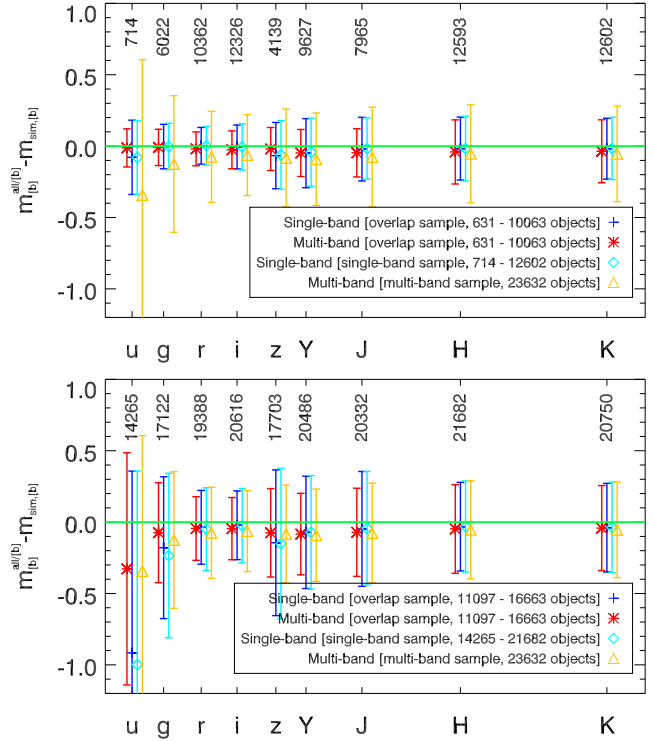 714 6022 10362 12326 4139 9627 7965 12593 12602
1.0
0.5
0.0
-0.5
-1.0
m[b]all/[b]-msim,[b]
Single-band [overlap sample, 631 - 10063 objects]
Multi-band [overlap sample, 631 - 10063 objects]
Single-band [single-band sample, 714 - 12602 objects]
Multi-band [multi-band sample, 23632 objects]
u g r i z Y J H K
14265 17122 19388 20616 17703 20486 20332 21682 20750
1.0
0.5
0.0
-0.5
-1.0
m[b]all/[b]-msim,[b]
Single-band [overlap sample, 11097 - 16663 objects]
Multi-band [overlap sample, 11097 - 16663 objects]
Single-band [single-band sample, 14265 - 21682 objects]
Multi-band [multi-band sample, 23632 objects]
u g r i z Y J H K